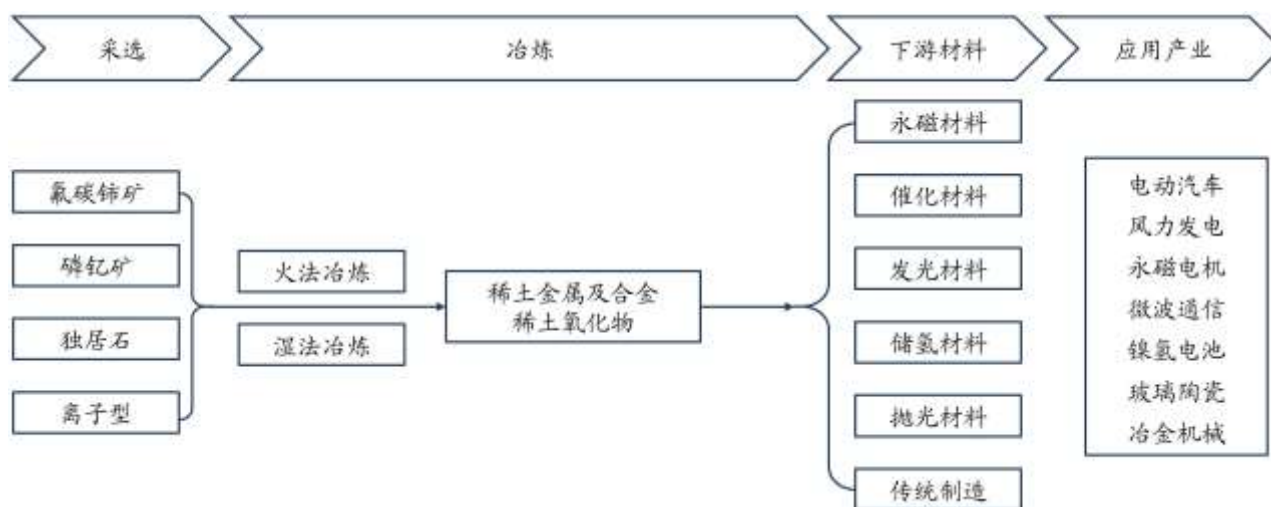 采选
冶炼
下游材料
应用产业
氟碳铈矿
磷钇矿
独居石
离子型
火法冶炼
湿法冶炼
稀土金属及合金
稀土氧化物
永磁材料
催化材料
发光材料
储氢材料
抛光材料
传统制造
电动汽车
风力发电
永磁电机
微波通信
镍氢电池
玻璃陶瓷
冶金机械